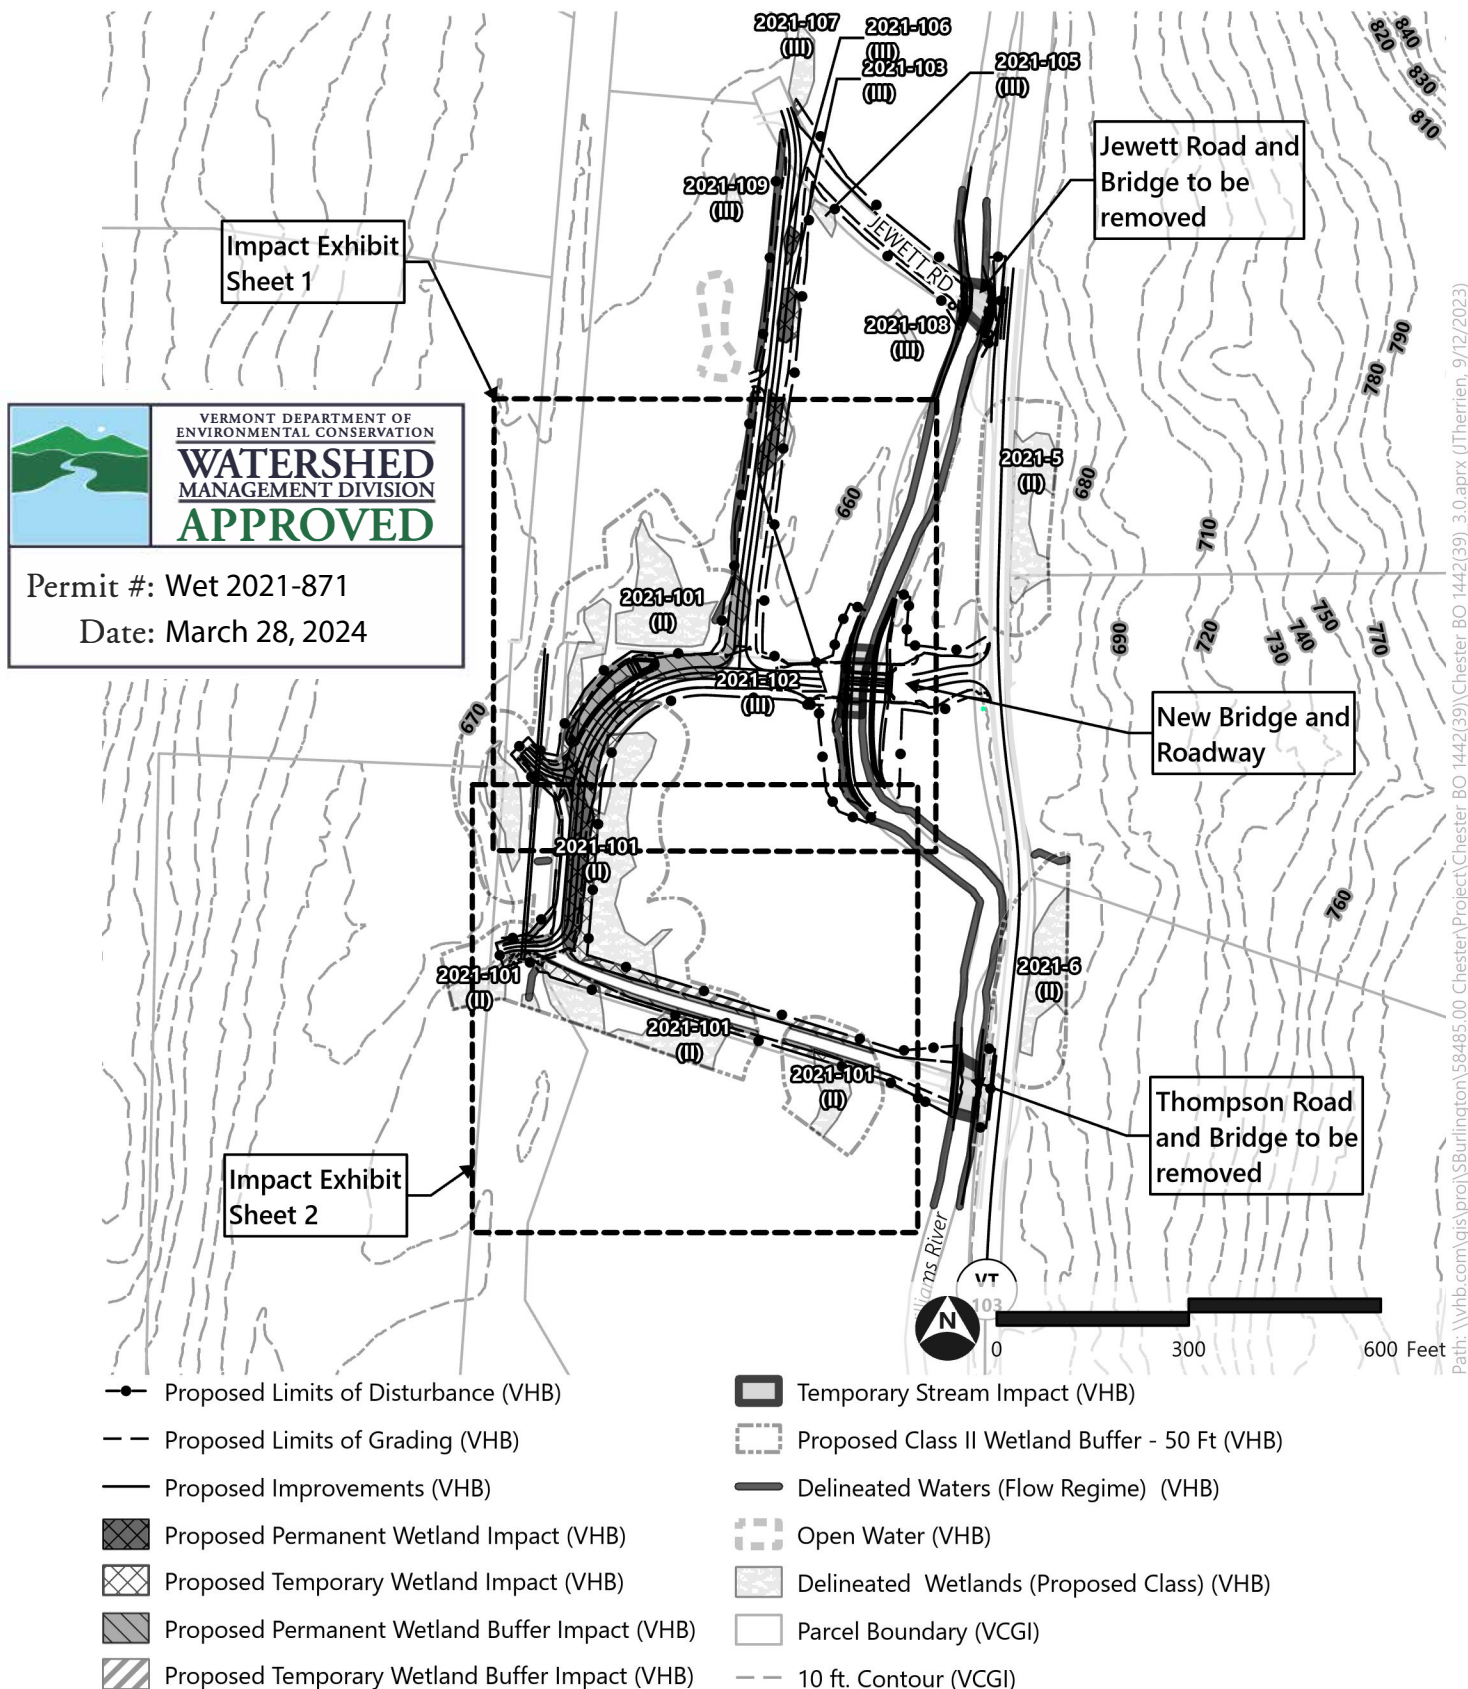 2021-107
(III)
2021-106
(III)
2021-103
(III)
2021-105
(III)
840
820
830
810
Jewett Road and
Bridge to be
removed
2021-109
(III)
JEWETT RD
Impact Exhibit
Sheet 1
2021-108
(III)
790
780
VERMONT DEPARTMENT OF
ENVIRONMENTAL CONSERVATION
WATERSHED
MANAGEMENT DIVISION
APPROVED
Permit #: Wet 2021-871
Date: March 28, 2024
2021-5
(II)
680
660
710
2021-101
(II)
690
720
730
740
750
770
2021-102
(III)
670
New Bridge and
Roadway
2021-101
(II)
760
2021-101
(II)
2021-6
(II)
2021-101
(II)
2021-101
(II)
Thompson Road
and Bridge to be
removed
Impact Exhibit
Sheet 2
River
VT
103
N
0 300 600 Feet
Path: \\vhb.com\gis\proj\SBurlington\58485.00 Chester\Project\Chester BO 1442(39)\Chester BO 1442(39)_3.0.aprx (JTherrien, 9/12/2023)
Proposed Limits of Disturbance (VHB)
Proposed Limits of Grading (VHB)
Proposed Improvements (VHB)
Proposed Permanent Wetland Impact (VHB)
Proposed Temporary Wetland Impact (VHB)
Proposed Permanent Wetland Buffer Impact (VHB)
Proposed Temporary Wetland Buffer Impact (VHB)
Temporary Stream Impact (VHB)
Proposed Class II Wetland Buffer - 50 Ft (VHB)
Delineated Waters (Flow Regime) (VHB)
Open Water (VHB)
Delineated Wetlands (Proposed Class) (VHB)
Parcel Boundary (VCGI)
10 ft. Contour (VCGI)